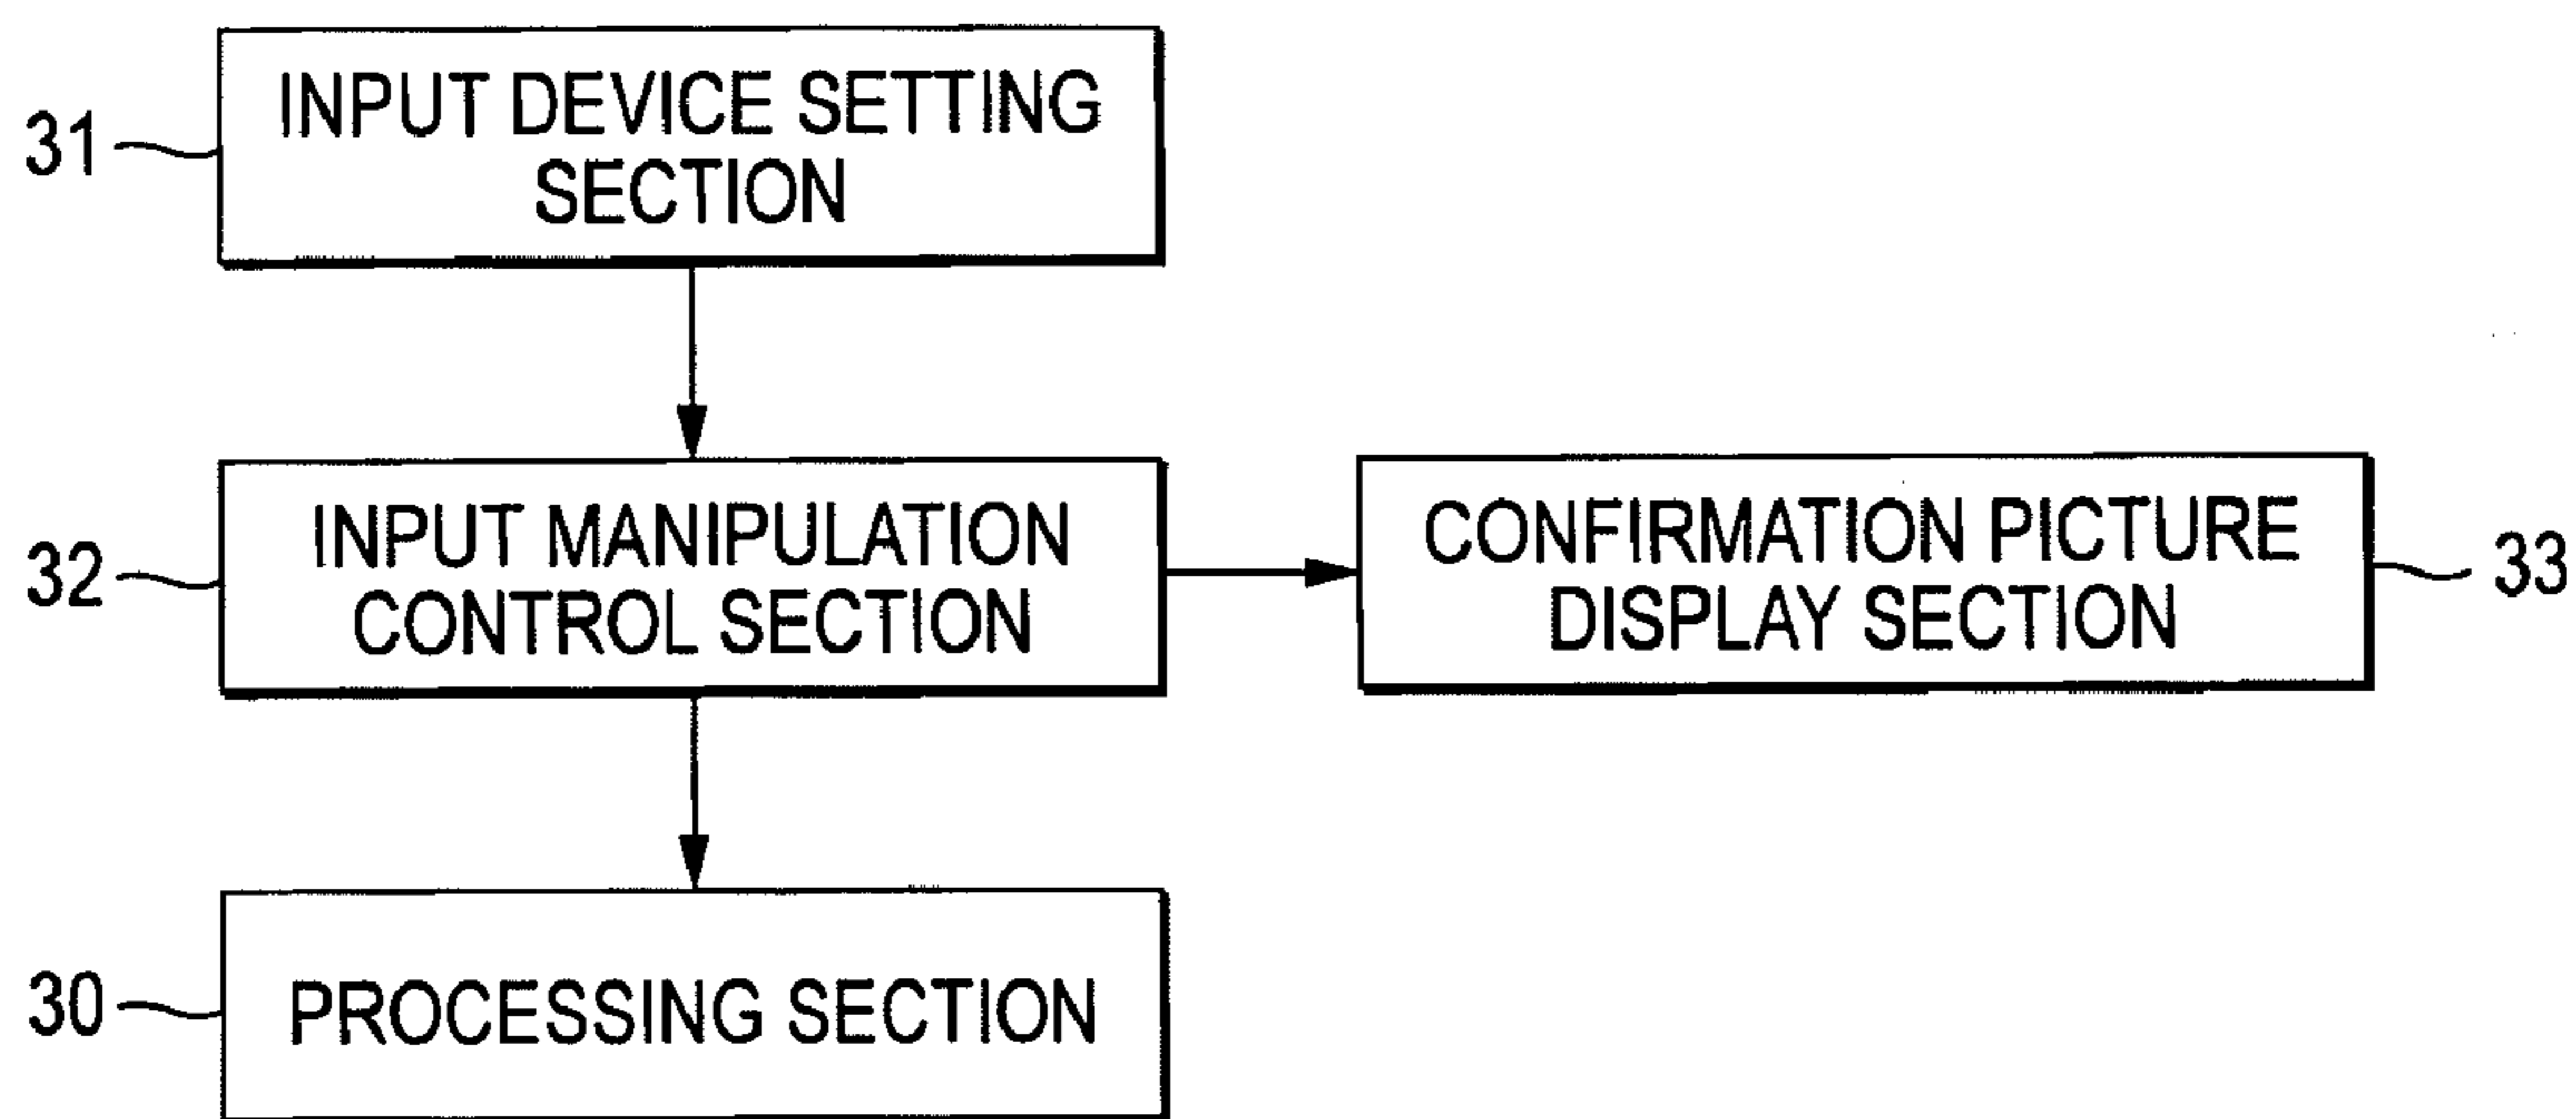 31
INPUT DEVICE SETTING
SECTION
32
INPUT MANIPULATION
CONTROL SECTION
CONFIRMATION PICTURE
DISPLAY SECTION
33
30
PROCESSING SECTION